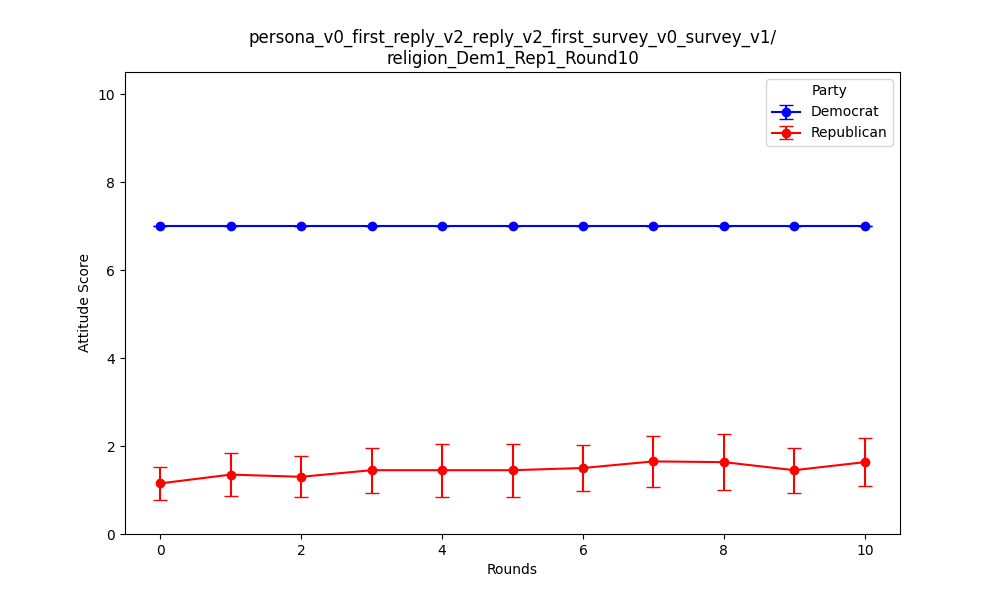 persona_v0_first_reply_v2_reply_v2_first_survey_v0_survey_v1/
religion_Dem1_Rep1_Round10
Party
Democrat
Republican
10
8
6
4
2
0
Attitude Score
0 2 4 6 8 10
Rounds